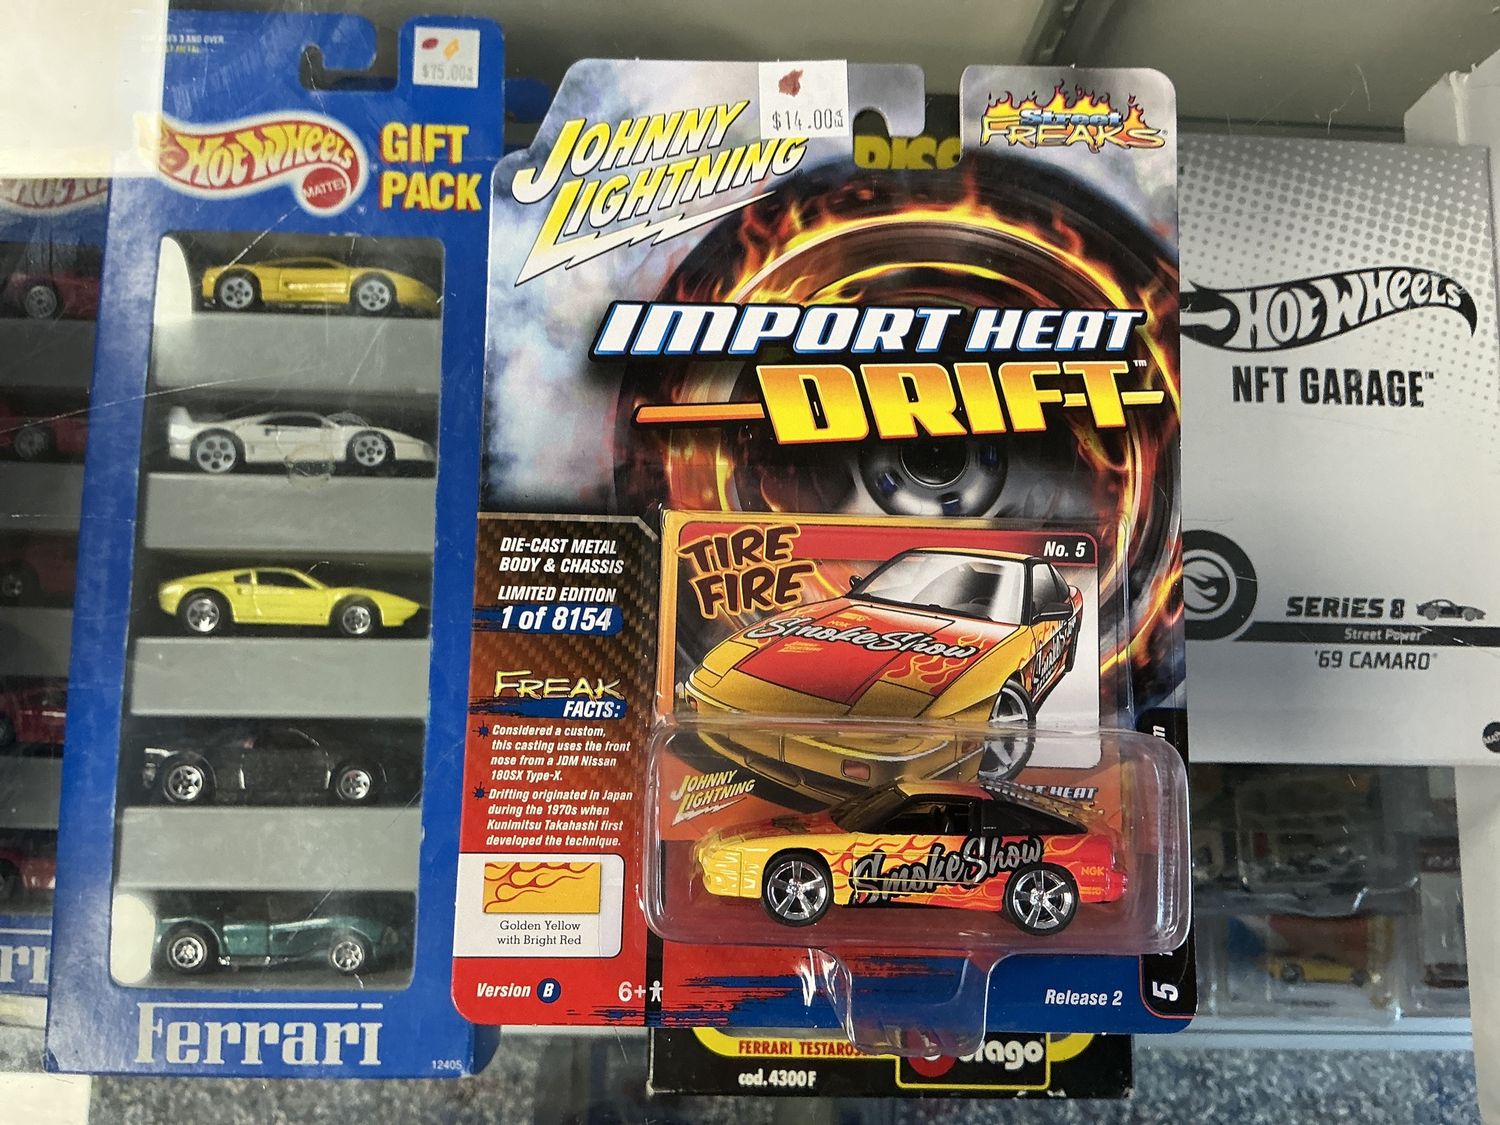 $75.00
Hot Wheels
MATTEL
GIFT
PACK
Ferrari
12405
$14.00
JOHNNY
LIGHTNING
Street
FREAKS
IMPORT HEAT
DRIFT™
DIE-CAST METAL
BODY & CHASSIS
LIMITED EDITION
1 of 8154
FREAK
FACTS:
Considered a custom,
this casting uses the front
nose from a JDM Nissan
180SX Type-X.
Drifting originated in Japan
during the 1970s when
Kunimitsu Takahashi first
developed the technique.
Golden Yellow
with Bright Red
Version B
6+
TIRE
FIRE
No. 5
SmokeShow
JOHNNY
LIGHTNING
SmokeShow
NGK
Release 2
5
FERRARI
cod.4300F
HOT WHEELS
NFT GARAGE™
SERIES 8
Street Power™
'69 CAMARO